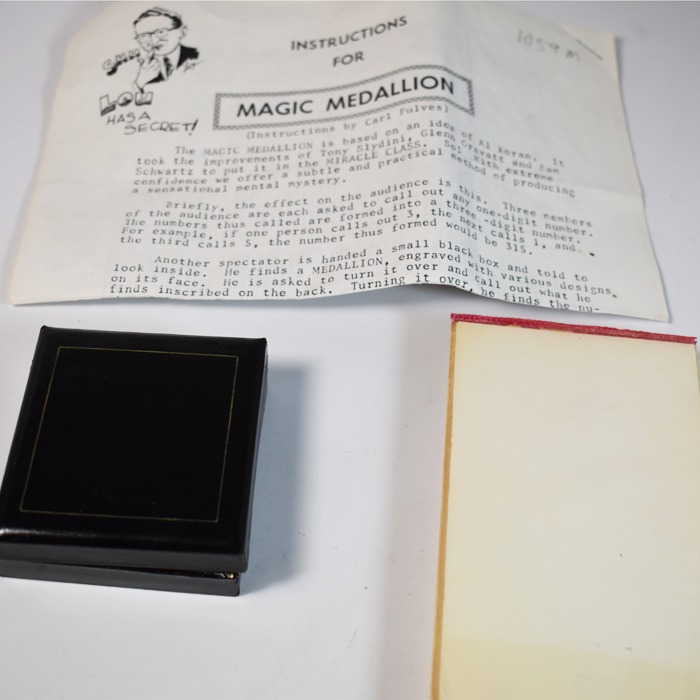 SHH
LOU
HAS A
SECRET!
1059 M
INSTRUCTIONS
FOR
MAGIC MEDALLION
(Instructions by Carl Fulves)
The MAGIC MEDALLION is based on an idea of Al Koran. It
took the improvements of Tony Slydini, Glenn Gravatt and Sam
Schwartz to put it in the MIRACLE CLASS. So, with extreme
confidence we offer a subtle and practical method of producing
a sensational mental mystery.
Briefly, the effect on the audience is this. Three members
of the audience are each asked to call out any one-digit number.
The numbers thus called are formed into a three-digit number.
For example, if one person calls out 3, the next calls 1, and
the third calls 5, the number thus formed would be 315.
Another spectator is handed a small black box and told to
look inside. He finds a MEDALLION, engraved with various designs
on its face. He is asked to turn it over and call out what he
finds inscribed on the back. Turning it over, he finds the nu-